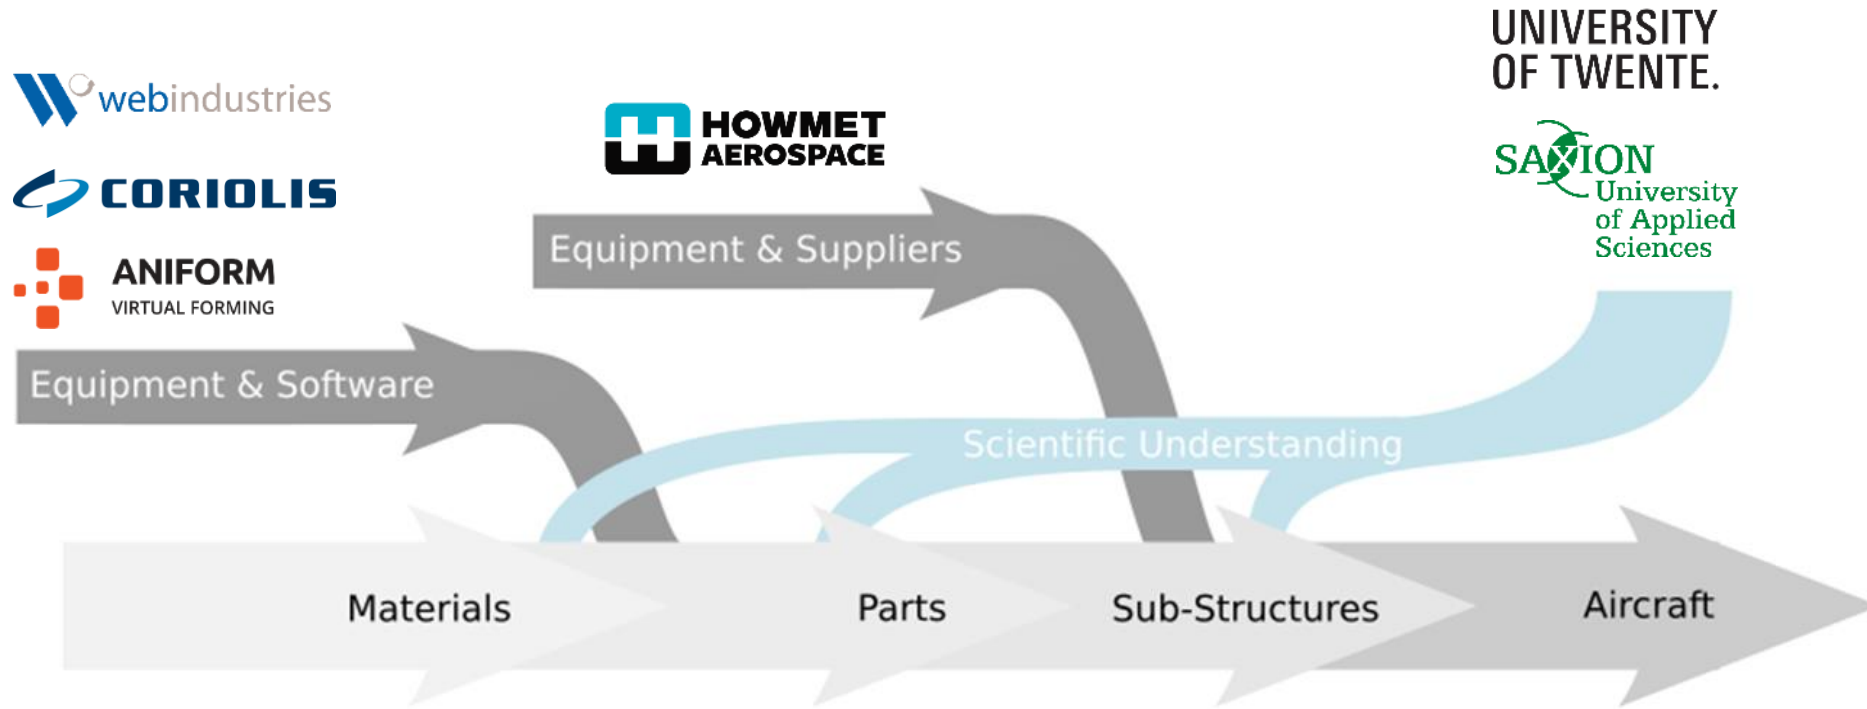 webindustries
CORIOLIS
ANIFORM
VIRTUAL FORMING
HOWMET
AEROSPACE
UNIVERSITY
OF TWENTE.
SAXION
University
of Applied
Sciences
Equipment & Suppliers
Equipment & Software
Scientific Understanding
Materials
Parts
Sub-Structures
Aircraft